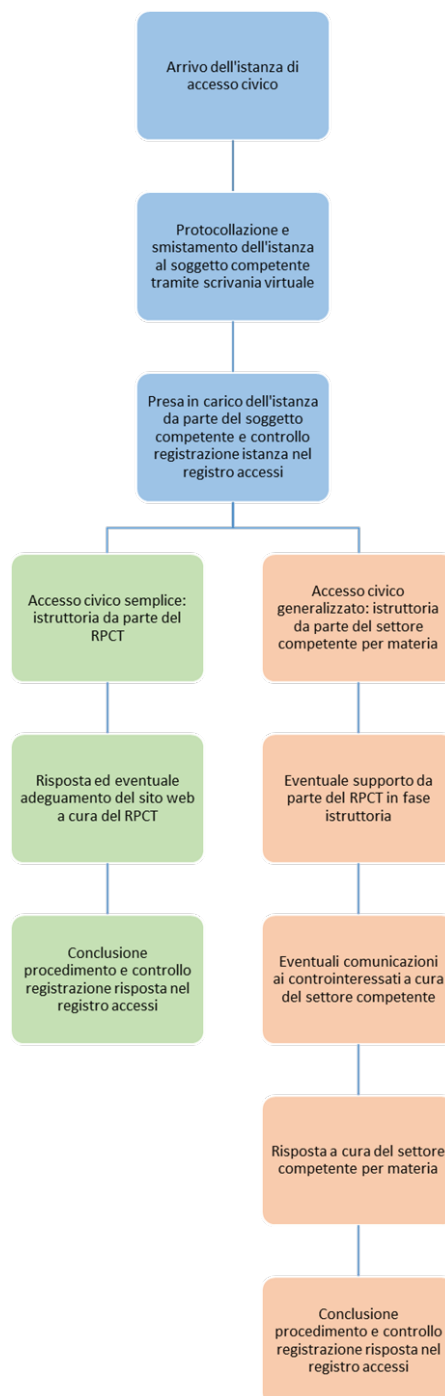 Arrivo dell'istanza di
accesso civico
Protocollazione e
smistamento dell'istanza
al soggetto competente
tramite scrivania virtuale
Presa in carico dell'istanza
da parte del soggetto
competente e controllo
registrazione istanza nel
registro accessi
Accesso civico semplice:
istruttoria da parte del
RPCT
Risposta ed eventuale
adeguamento del sito web
a cura del RPCT
Conclusione
procedimento e controllo
registrazione risposta nel
registro accessi
Accesso civico
generalizzato: istruttoria
da parte del settore
competente per materia
Eventuale supporto da
parte del RPCT in fase
istruttoria
Eventuali comunicazioni
ai controinteressati a cura
del settore competente
Risposta a cura del settore
competente per materia
Conclusione
procedimento e controllo
registrazione risposta nel
registro accessi